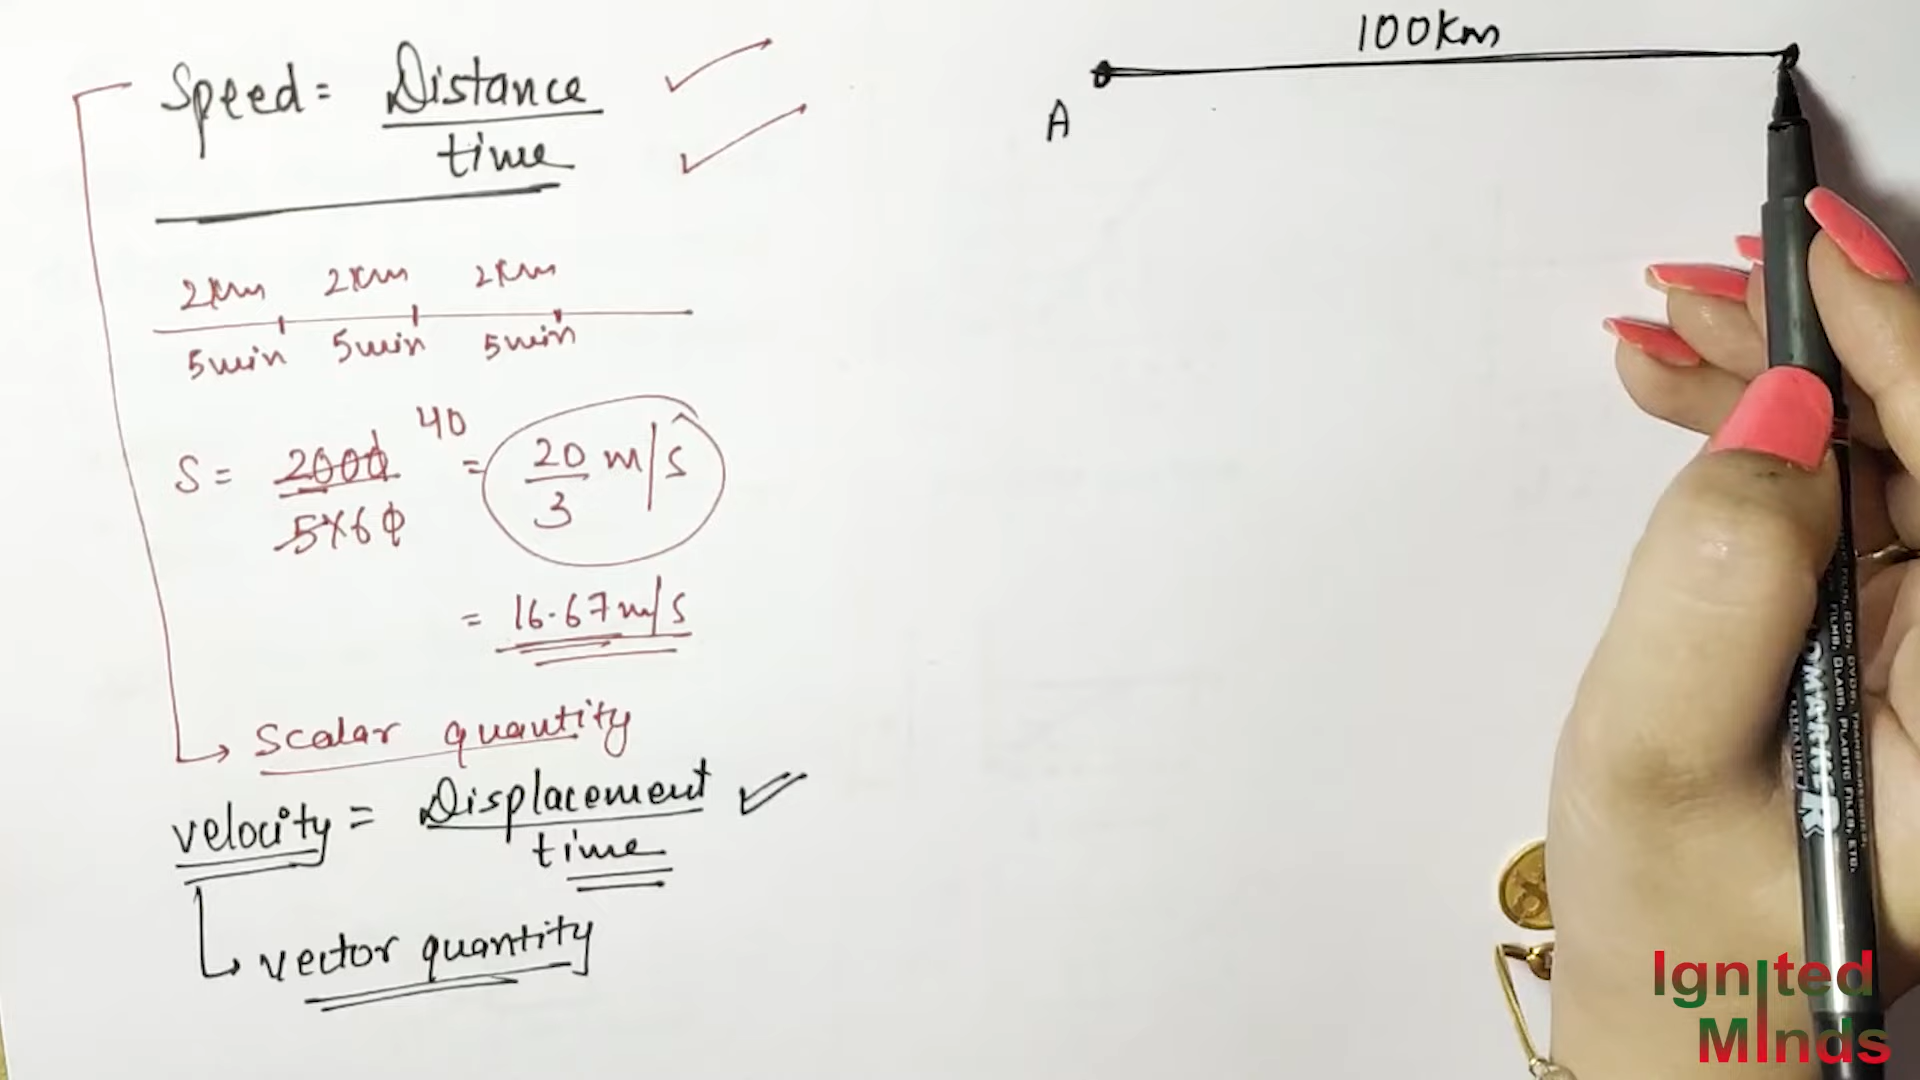 Speed = Distance
time
2Km 2Km 2Km
5min 5min 5min
S = 2000 40 = 20 m/s
5×60 3
= 16.67 m/s
Scalar quantity
velocity = Displacement
time
vector quantity
100Km
A
OMARKER
Ignited
Minds